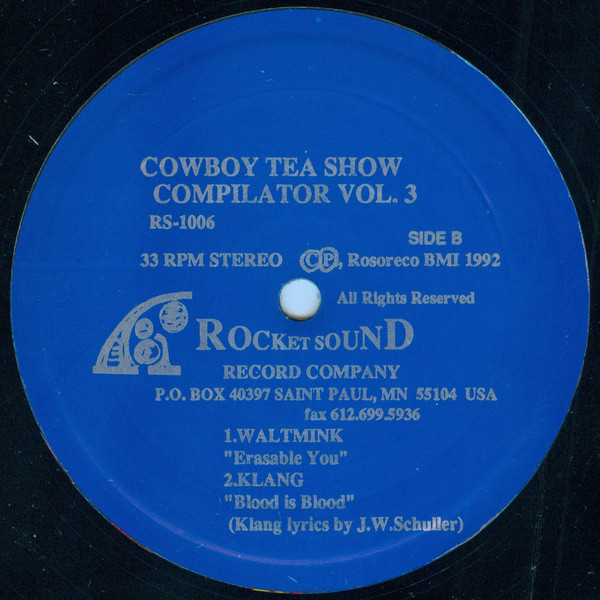 COWBOY TEA SHOW
COMPILATOR VOL. 3
RS-1006
SIDE B
33 RPM STEREO ©℗, Rosoreco BMI 1992
All Rights Reserved
ROCKET SOUND
RECORD COMPANY
P.O. BOX 40397 SAINT PAUL, MN 55104 USA
fax 612.699.5936
1.WALTMINK
"Erasable You"
2.KLANG
"Blood is Blood"
(Klang lyrics by J.W.Schuller)